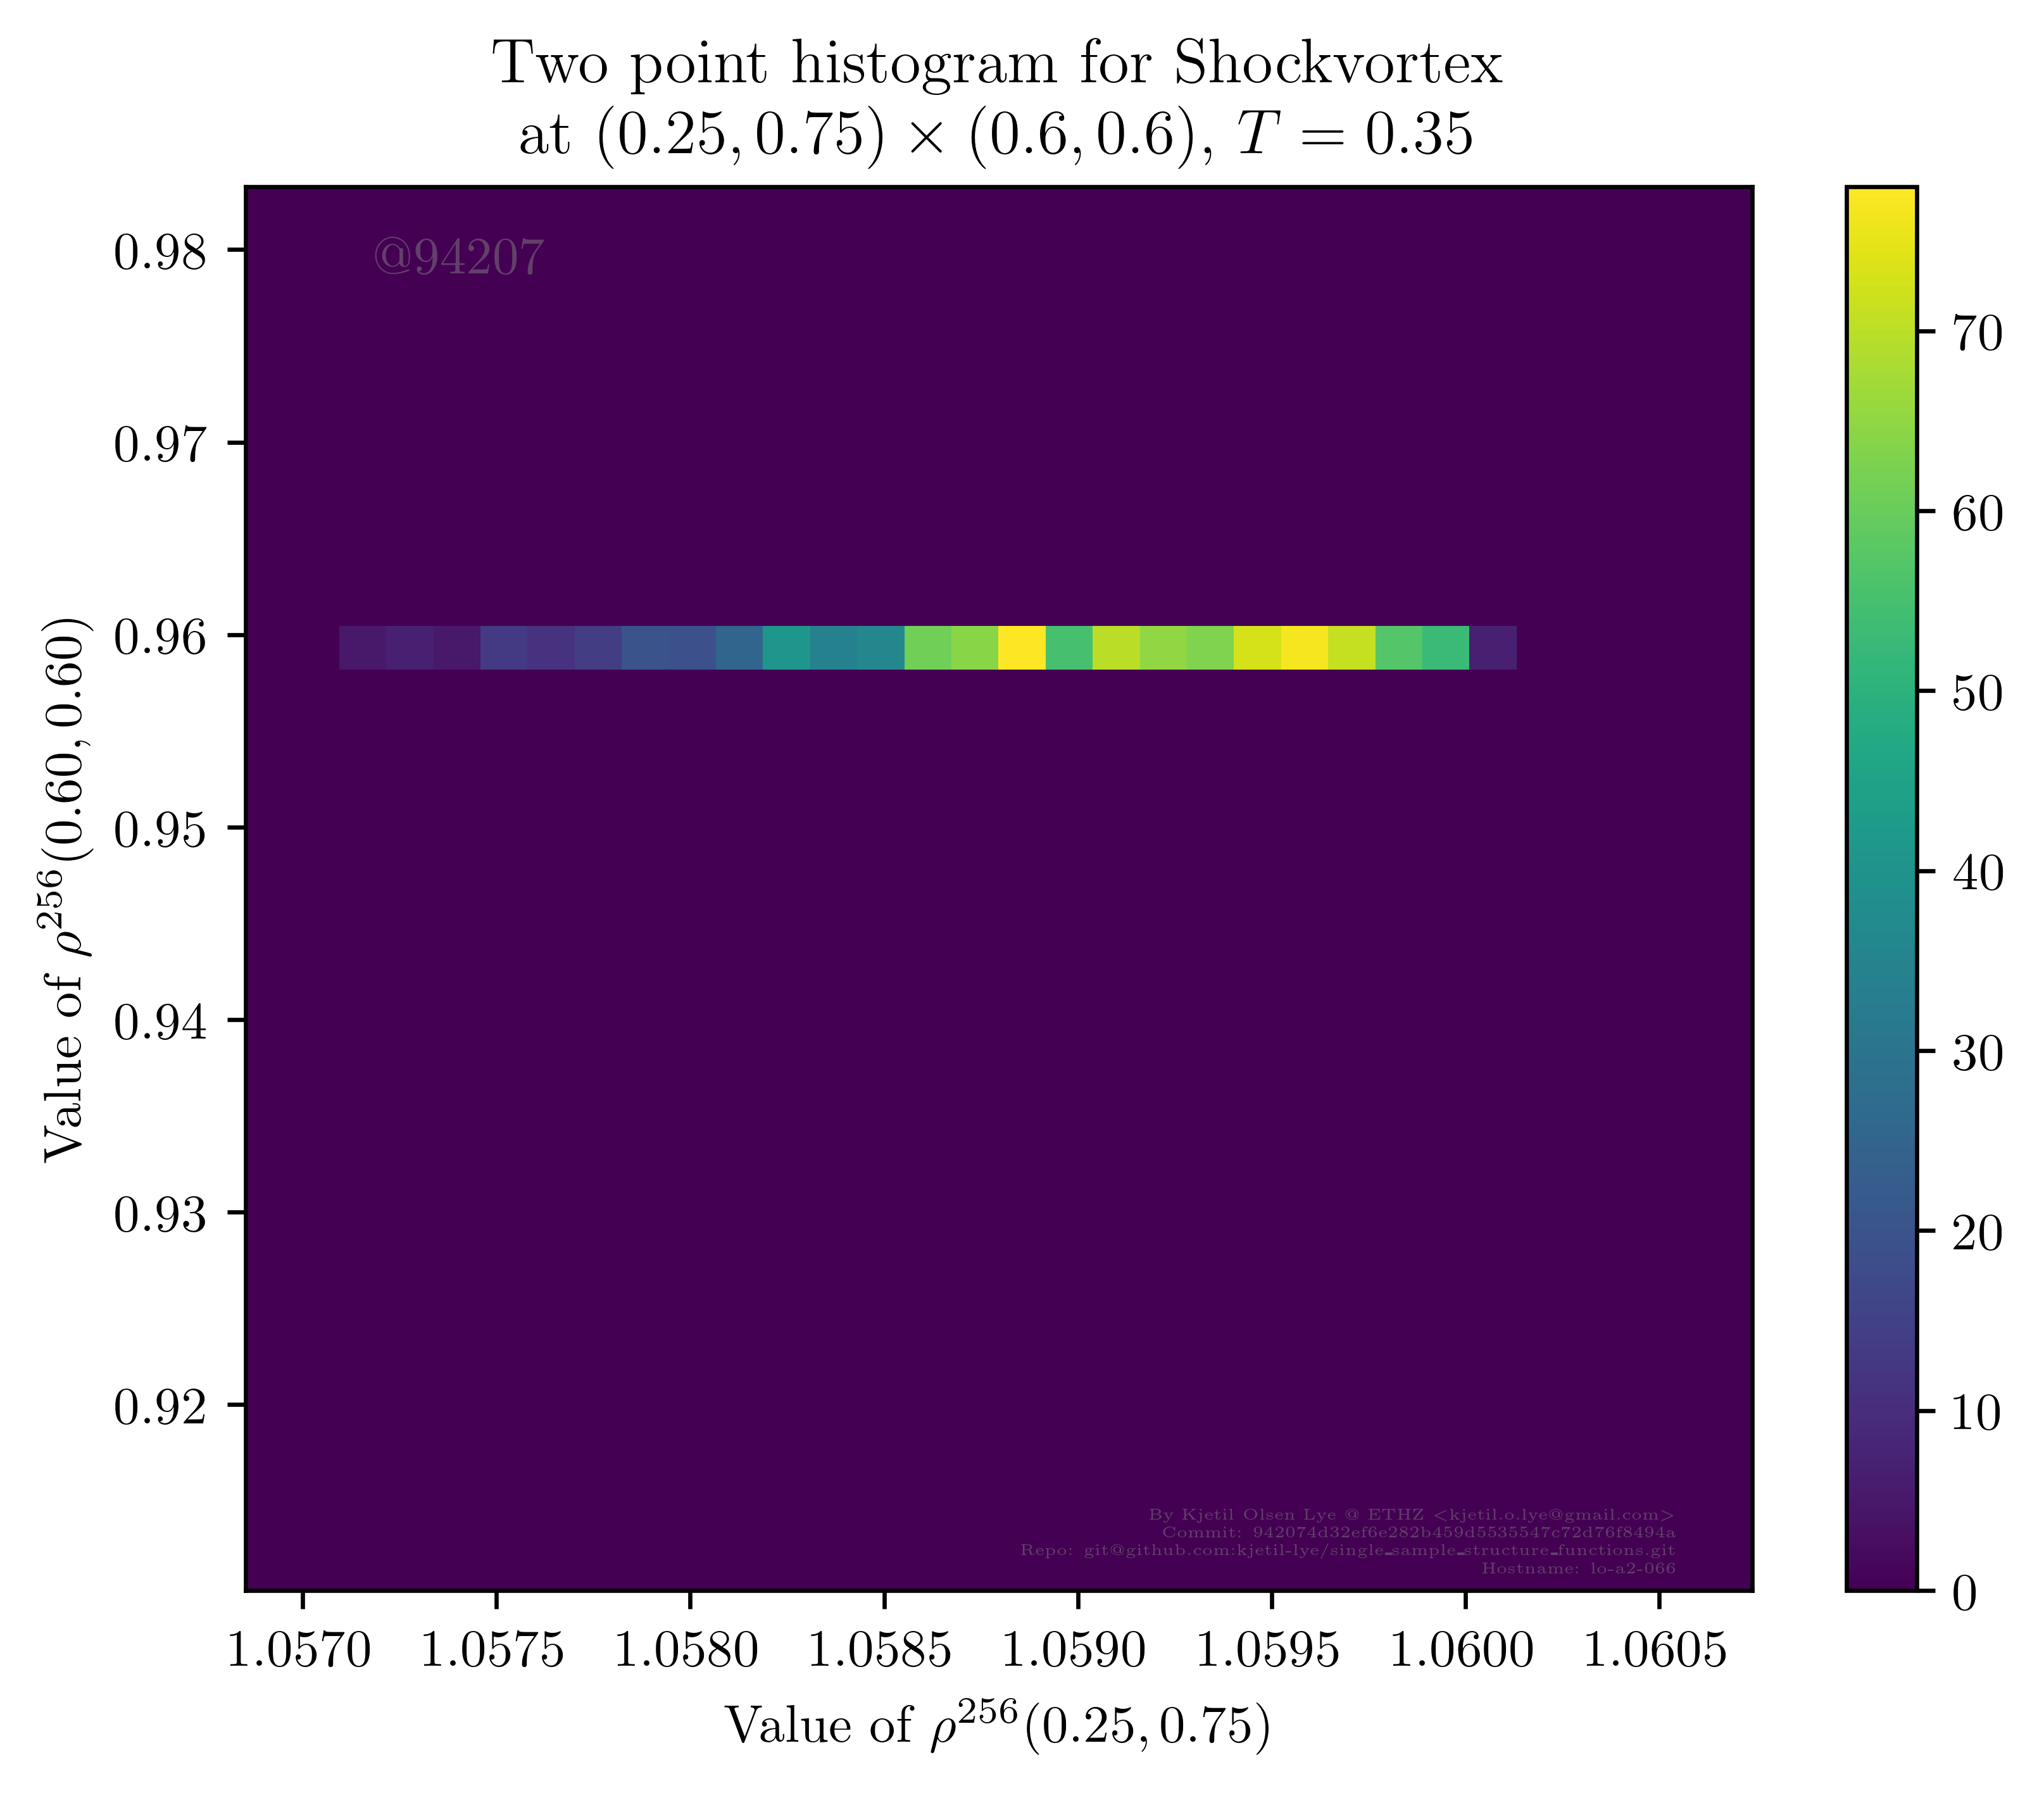 Two point histogram for Shockvortex
at (0.25, 0.75) × (0.6, 0.6), T = 0.35
@94207
0.98
0.97
0.96
0.95
0.94
0.93
0.92
Value of ρ²⁵⁶(0.60, 0.60)
70
60
50
40
30
20
10
0
By Kjetil Olsen Lye @ ETHZ <kjetil.o.lye@gmail.com>
Commit: 942074d32ef6e282b459d5535547c72d76f8494a
Repo: git@github.com:kjetil-lye/single_sample_structure_functions.git
Hostname: lo-a2-066
1.0570 1.0575 1.0580 1.0585 1.0590 1.0595 1.0600 1.0605
Value of ρ²⁵⁶(0.25, 0.75)